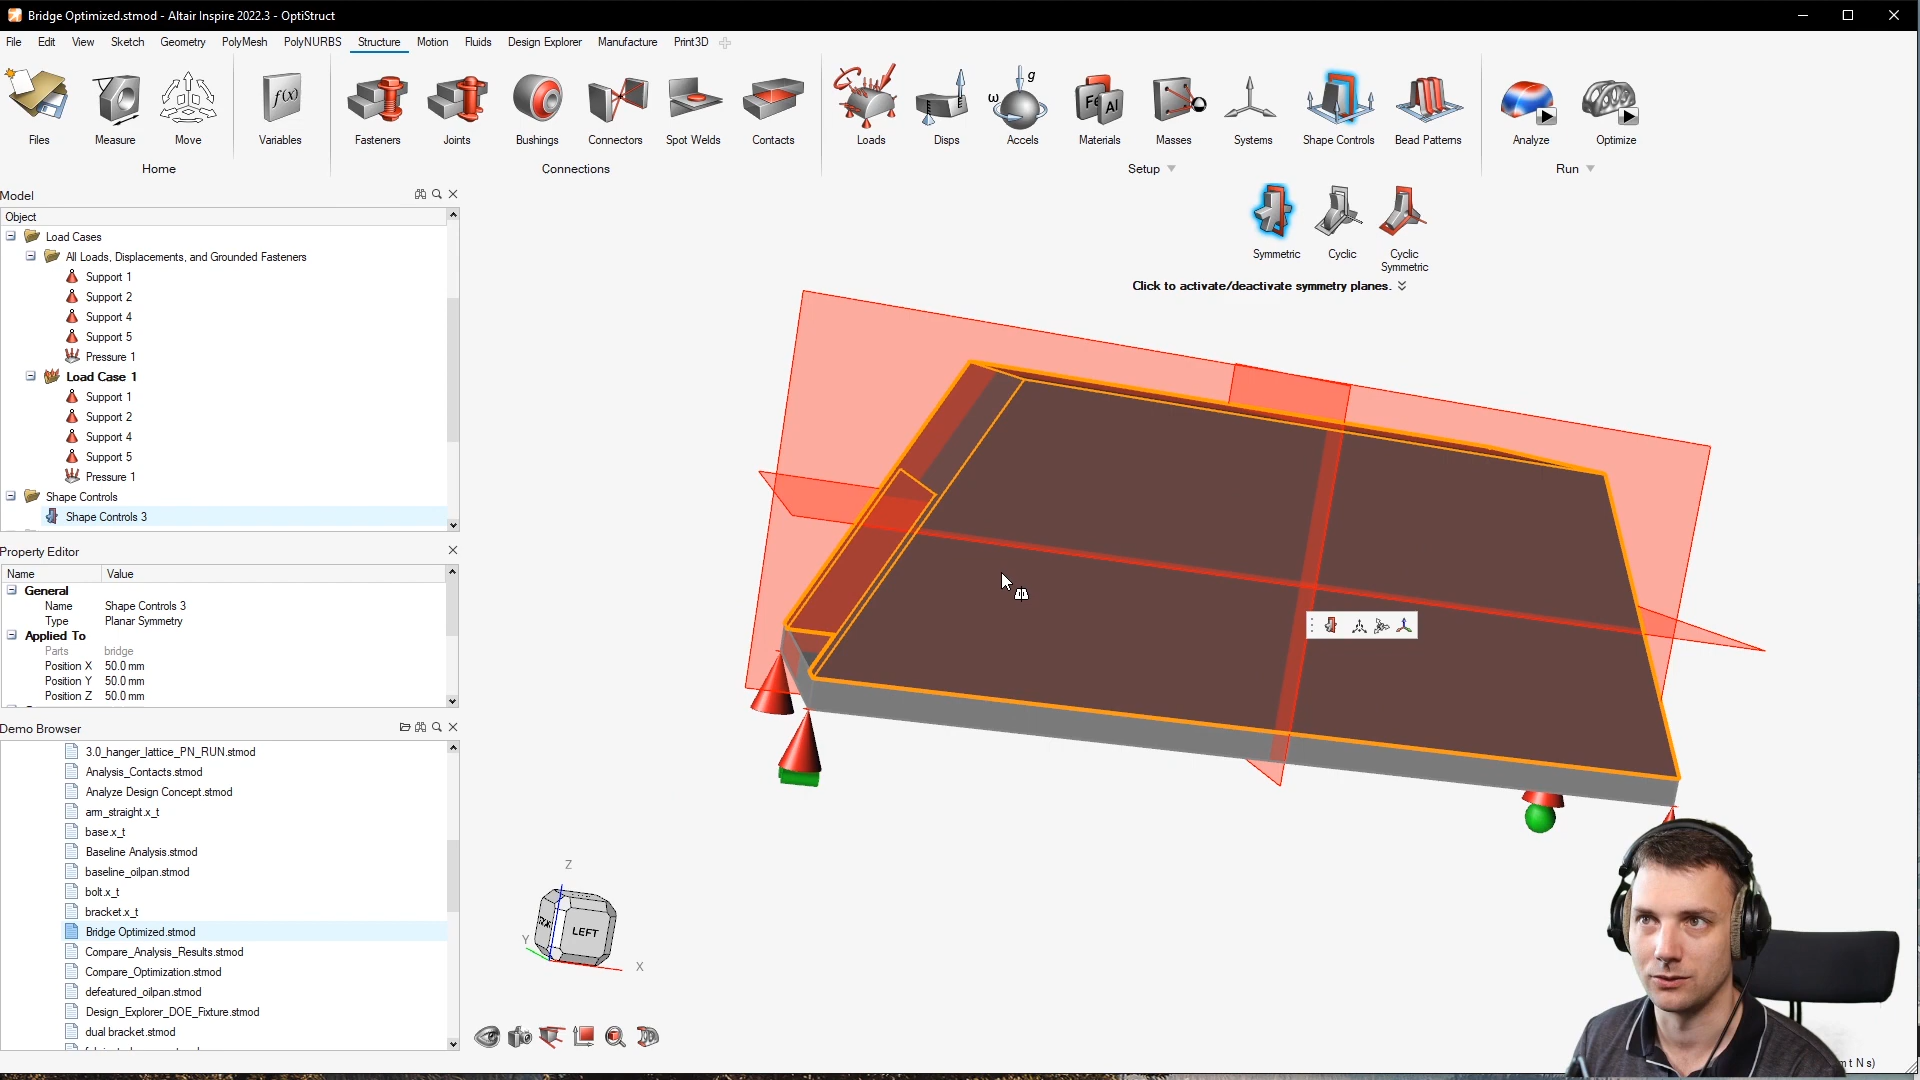 Bridge Optimized.stmod - Altair Inspire 2022.3 - OptiStruct
File Edit View Sketch Geometry PolyMesh PolyNURBS Structure Motion Fluids Design Explorer Manufacture Print3D
Files Measure Move Variables Fasteners Joints Bushings Connectors Spot Welds Contacts Loads Disps Accels Materials Masses Systems Shape Controls Bead Patterns Analyze Optimize
Home Connections Setup Run
Model
Object
Load Cases
All Loads, Displacements, and Grounded Fasteners
Support 1
Support 2
Support 4
Support 5
Pressure 1
Load Case 1
Support 1
Support 2
Support 4
Support 5
Pressure 1
Shape Controls
Shape Controls 3
Symmetric Cyclic Cyclic Symmetric
Click to activate/deactivate symmetry planes.
Property Editor
Name Value
General
Name Shape Controls 3
Type Planar Symmetry
Applied To
Parts bridge
Position X 50.0 mm
Position Y 50.0 mm
Position Z 50.0 mm
Demo Browser
3.0_hanger_lattice_PN_RUN.stmod
Analysis_Contacts.stmod
Analyze Design Concept.stmod
arm_straight.x_t
base.x_t
Baseline Analysis.stmod
baseline_oilpan.stmod
bolt.x_t
bracket.x_t
Bridge Optimized.stmod
Compare_Analysis_Results.stmod
Compare_Optimization.stmod
defeatured_oilpan.stmod
Design_Explorer_DOE_Fixture.stmod
dual bracket.stmod
Z
LEFT
Y
X